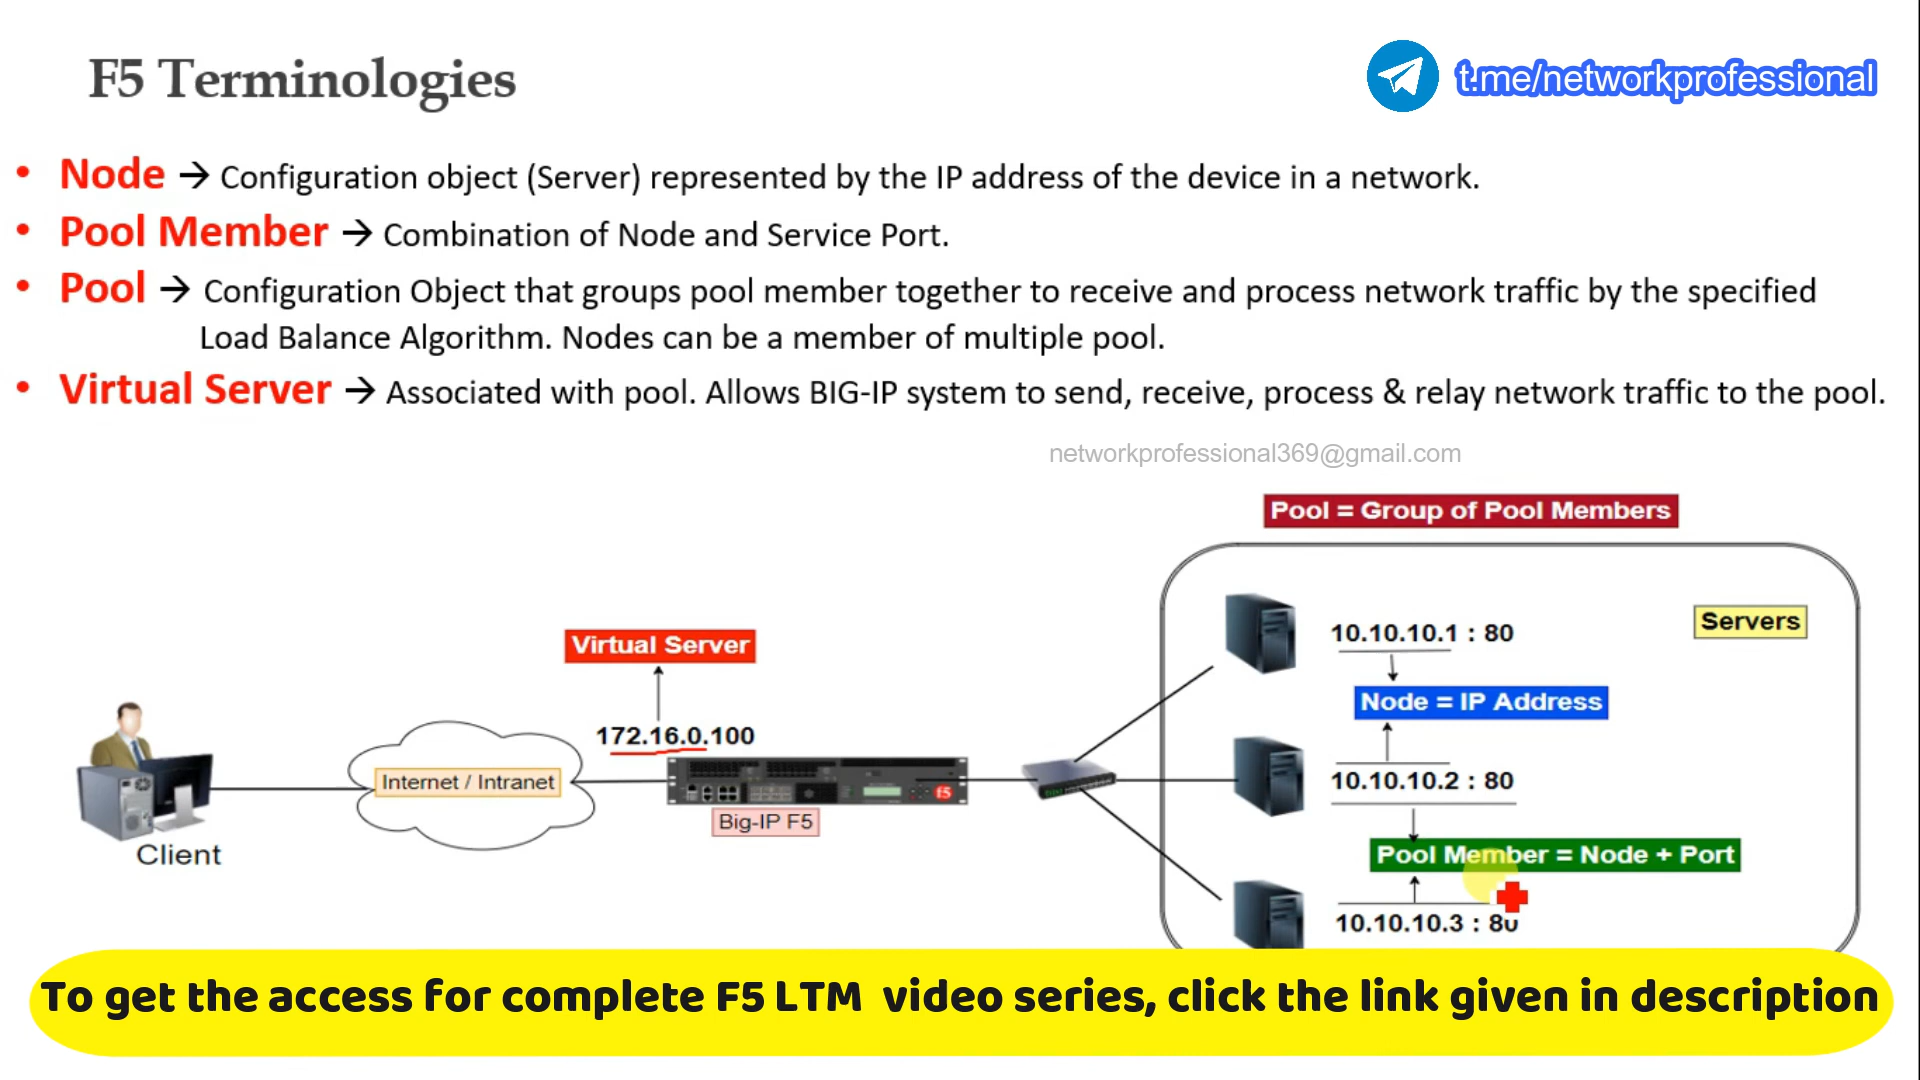 F5 Terminologies
t.me/networkprofessional
• Node → Configuration object (Server) represented by the IP address of the device in a network.
• Pool Member → Combination of Node and Service Port.
• Pool → Configuration Object that groups pool member together to receive and process network traffic by the specified
Load Balance Algorithm. Nodes can be a member of multiple pool.
• Virtual Server → Associated with pool. Allows BIG-IP system to send, receive, process & relay network traffic to the pool.
networkprofessional369@gmail.com
Pool = Group of Pool Members
Servers
10.10.10.1 : 80
Virtual Server
Node = IP Address
172.16.0.100
Internet / Intranet
10.10.10.2 : 80
f5
Big-IP F5
Client
Pool Member = Node + Port
10.10.10.3 : 80
To get the access for complete F5 LTM video series, click the link given in description